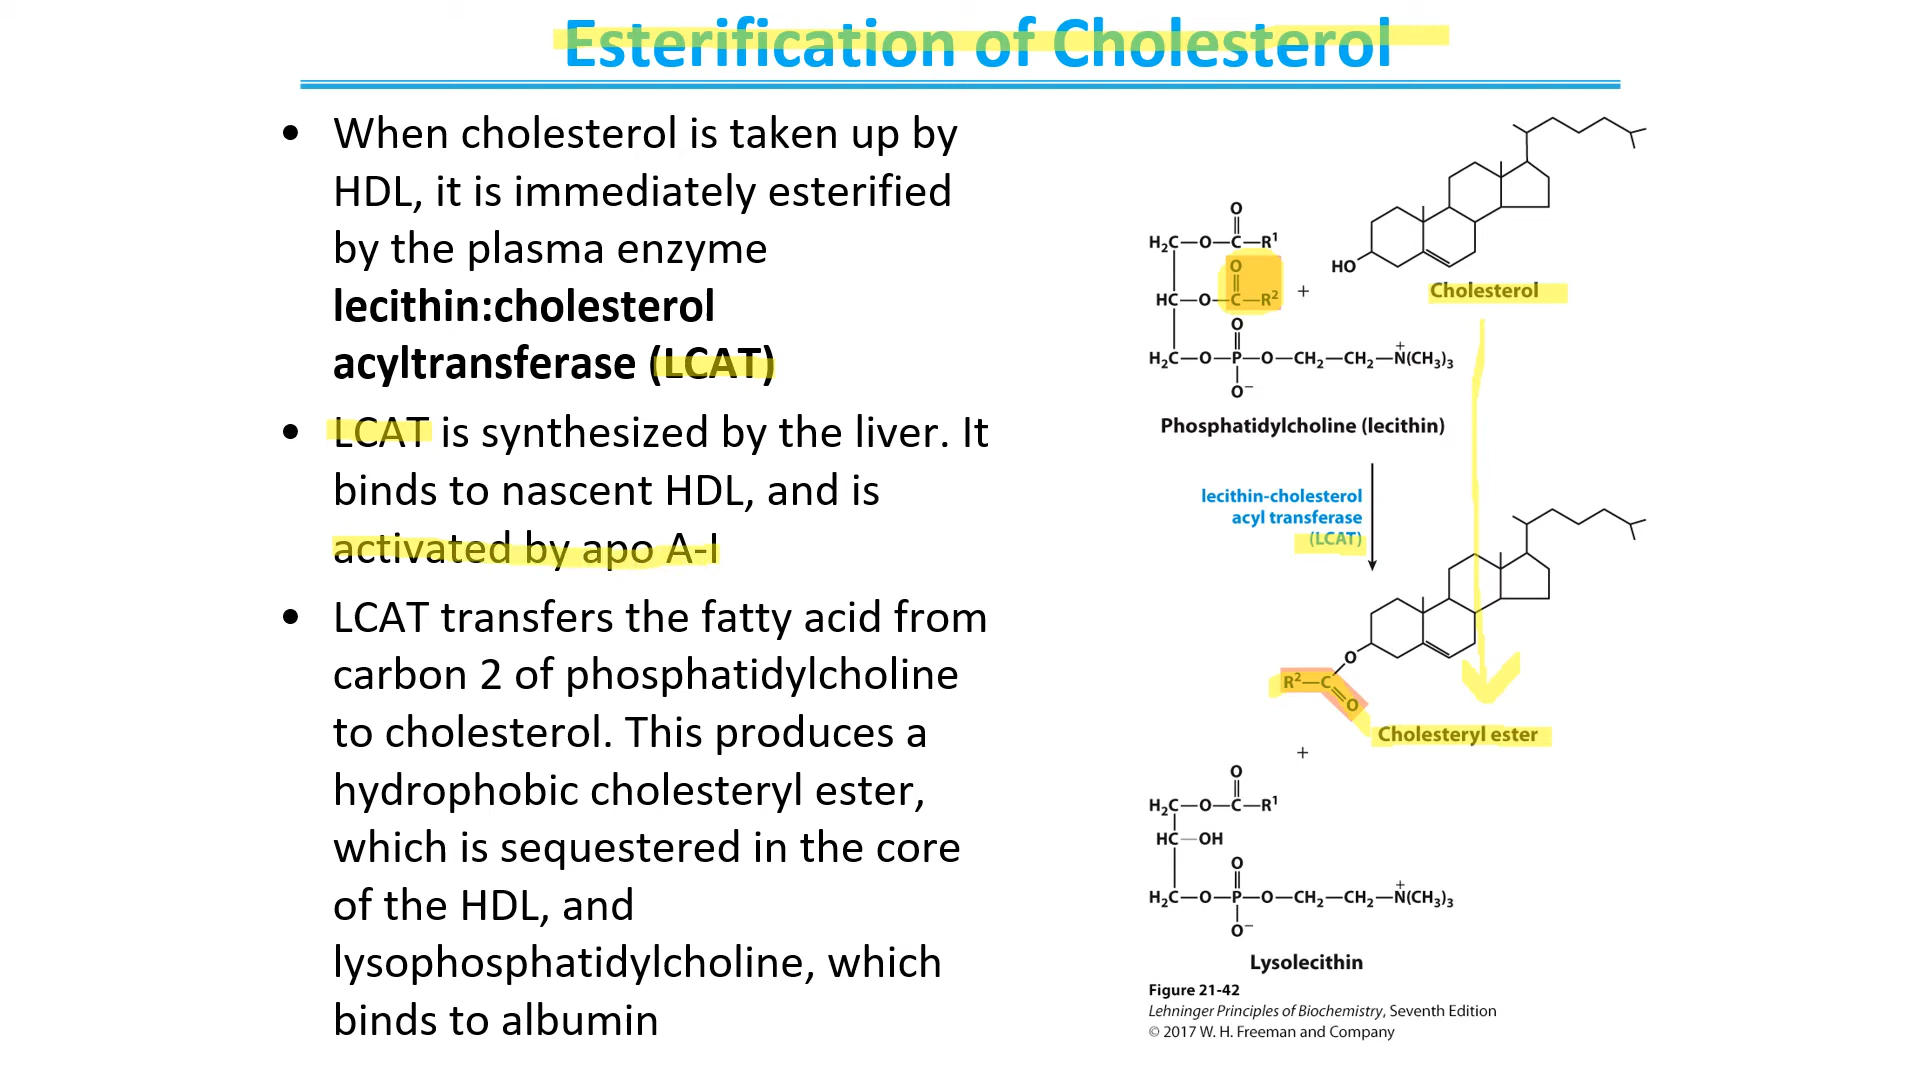 Esterification of Cholesterol
• When cholesterol is taken up by
HDL, it is immediately esterified
by the plasma enzyme
lecithin:cholesterol
acyltransferase (LCAT)
• LCAT is synthesized by the liver. It
binds to nascent HDL, and is
activated by apo A-I
• LCAT transfers the fatty acid from
carbon 2 of phosphatidylcholine
to cholesterol. This produces a
hydrophobic cholesteryl ester,
which is sequestered in the core
of the HDL, and
lysophosphatidylcholine, which
binds to albumin
O
H₂C—O—C—R¹
O
HC—O—C—R²
O
H₂C—O—P—O—CH₂—CH₂—N(CH₃)₃
+
O−
Phosphatidylcholine (lecithin)
+
HO
Cholesterol
lecithin-cholesterol
acyl transferase
(LCAT)
O
R²—C
O
Cholesteryl ester
+
O
H₂C—O—C—R¹
HC—OH
O
H₂C—O—P—O—CH₂—CH₂—N(CH₃)₃
+
O−
Lysolecithin
Figure 21-42
Lehninger Principles of Biochemistry, Seventh Edition
© 2017 W. H. Freeman and Company